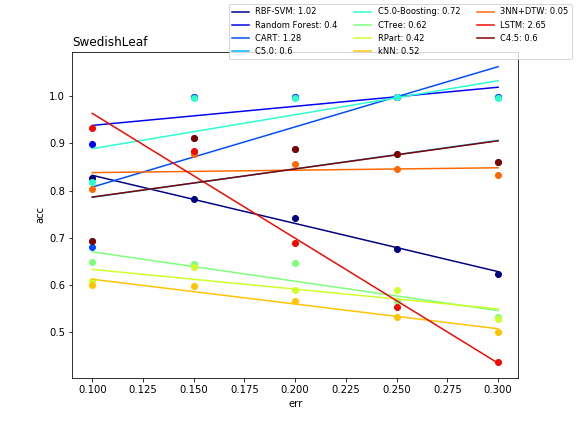 RBF-SVM: 1.02
Random Forest: 0.4
CART: 1.28
C5.0: 0.6
C5.0-Boosting: 0.72
CTree: 0.62
RPart: 0.42
kNN: 0.52
3NN+DTW: 0.05
LSTM: 2.65
C4.5: 0.6
SwedishLeaf
acc
1.0
0.9
0.8
0.7
0.6
0.5
0.100
0.125
0.150
0.175
0.200
0.225
0.250
0.275
0.300
err